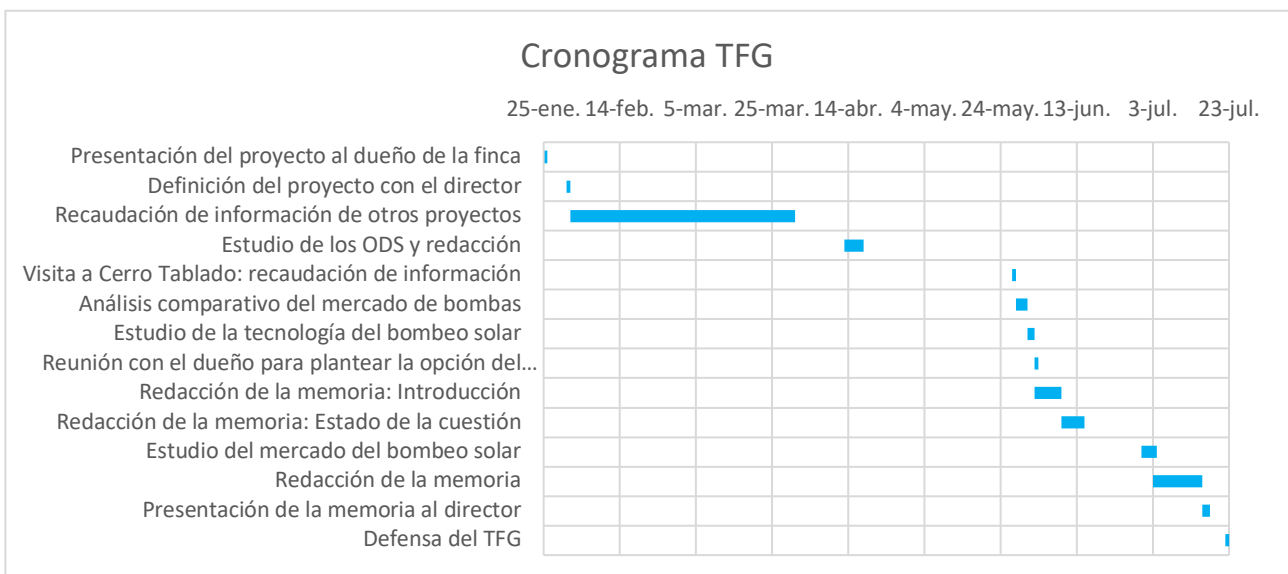 Cronograma TFG
25-ene. 14-feb. 5-mar. 25-mar. 14-abr. 4-may. 24-may. 13-jun. 3-jul. 23-jul.
Presentación del proyecto al dueño de la finca
Definición del proyecto con el director
Recaudación de información de otros proyectos
Estudio de los ODS y redacción
Visita a Cerro Tablado: recaudación de información
Análisis comparativo del mercado de bombas
Estudio de la tecnología del bombeo solar
Reunión con el dueño para plantear la opción del...
Redacción de la memoria: Introducción
Redacción de la memoria: Estado de la cuestión
Estudio del mercado del bombeo solar
Redacción de la memoria
Presentación de la memoria al director
Defensa del TFG